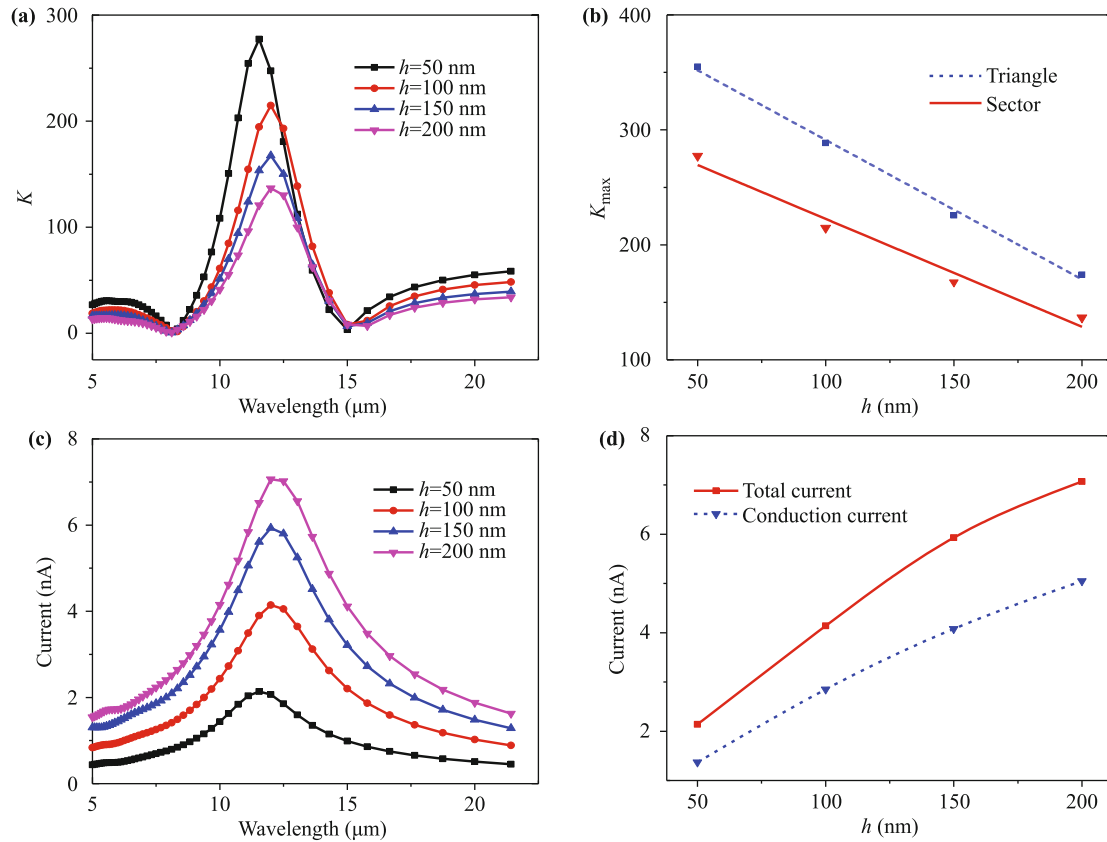 (a)
300
200
100
0
K
h=50 nm
h=100 nm
h=150 nm
h=200 nm
5
10
15
20
Wavelength (μm)
(b)
400
300
200
100
Kmax
Triangle
Sector
50
100
150
200
h (nm)
(c)
8
6
4
2
0
Current (nA)
h=50 nm
h=100 nm
h=150 nm
h=200 nm
5
10
15
20
Wavelength (μm)
(d)
8
6
4
2
Current (nA)
Total current
Conduction current
50
100
150
200
h (nm)